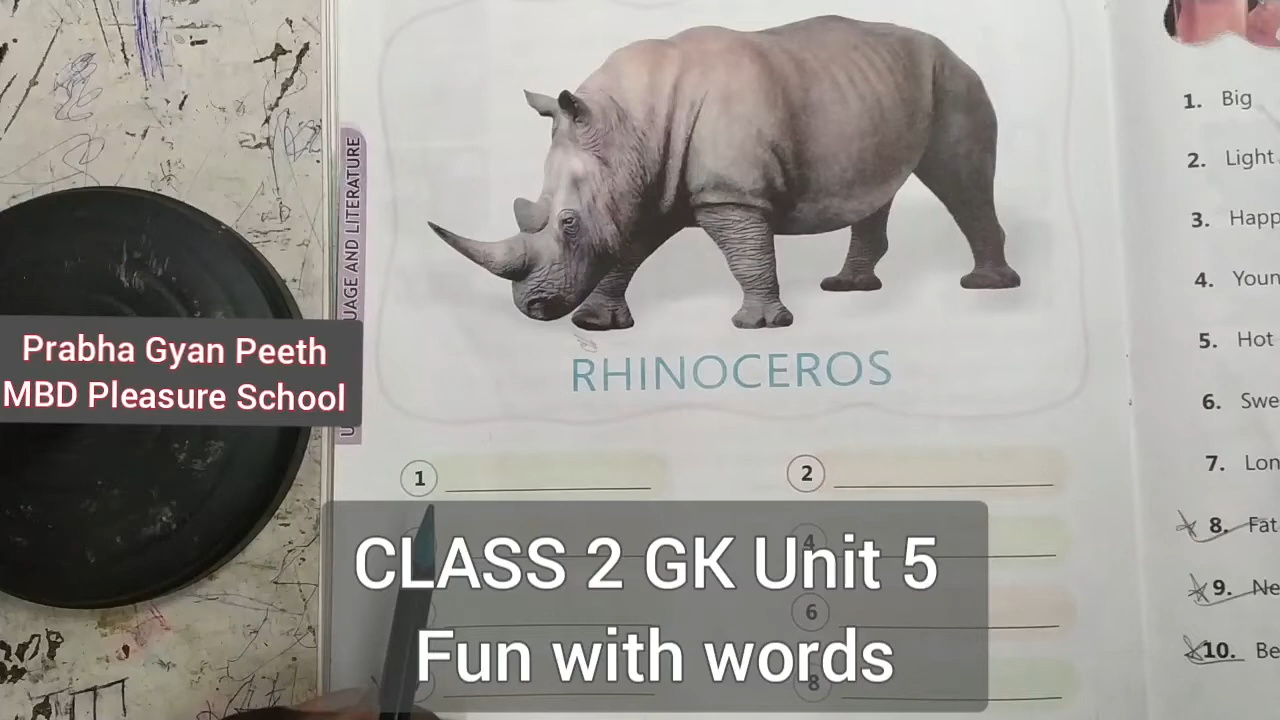 UAGE AND LITERATURE
RHINOCEROS
1
2
4
6
8
1. Big
2. Light
3. Happ
4. Youn
5. Hot
6. Swe
7. Lon
8. Fat
9. Ne
10. Be
Prabha Gyan Peeth
MBD Pleasure School
CLASS 2 GK Unit 5
Fun with words